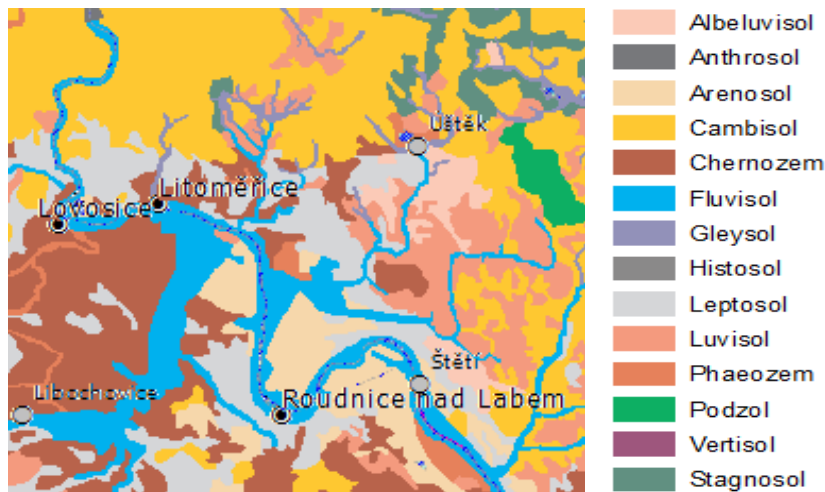 Úštěk
Litoměřice
Lovosice
Štětí
Libochovice
Roudnice nad Labem
Albeluvisol
Anthrosol
Arenosol
Cambisol
Chernozem
Fluvisol
Gleysol
Histosol
Leptosol
Luvisol
Phaeozem
Podzol
Vertisol
Stagnosol